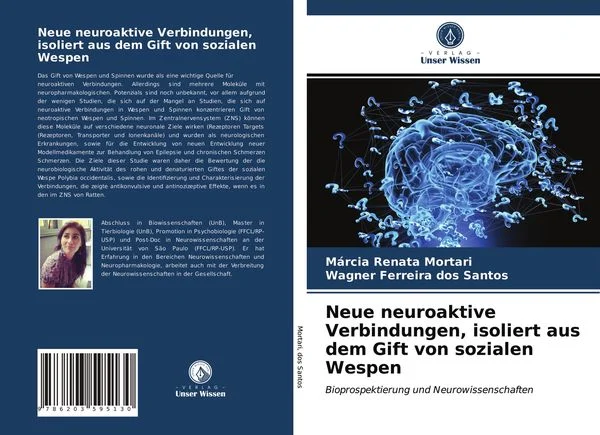 Neue neuroaktive Verbindungen,
isoliert aus dem Gift von sozialen
Wespen
Das Gift von Wespen und Spinnen wurde als eine wichtige Quelle für
neuroaktiven Verbindungen. Allerdings sind mehrere Moleküle mit
neuropharmakologischen. Potenzials sind noch unbekannt, vor allem aufgrund
der wenigen Studien, die sich auf der Mangel an Studien, die sich auf
neuroaktive Verbindungen in Wespen und Spinnen konzentrieren Gift von
neotropischen Wespen und Spinnen. Im Zentralnervensystem (ZNS) können
diese Moleküle auf verschiedene neuronale Ziele wirken (Rezeptoren Targets
(Rezeptoren, Transporter und Ionenkanäle) und wurden als neurologischen
Erkrankungen, sowie für die Entwicklung von neuen Entwicklung neuer
Modellmedikamente zur Behandlung von Epilepsie und chronischen Schmerzen
Schmerzen. Die Ziele dieser Studie waren daher die Bewertung der die
neurobiologische Aktivität des rohen und denaturierten Giftes der sozialen
Wespe Polybia occidentalis, sowie die Identifizierung und Charakterisierung der
Verbindungen, die zeigte antikonvulsive und antinozizeptive Effekte, wenn es in
den im ZNS von Ratten.
Abschluss in Biowissenschaften (UnB), Master in
Tierbiologie (UnB), Promotion in Psychobiologie (FFCL/RP-
USP) und Post-Doc in Neurowissenschaften an der
Universität von São Paulo (FFCL/RP-USP). Er hat
Erfahrung in den Bereichen Neurowissenschaften und
Neuropharmakologie, arbeitet auch mit der Verbreitung
der Neurowissenschaften in der Gesellschaft.
9 786203 595130
VERLAG
Unser Wissen
Mortari, dos Santos
VERLAG
Unser Wissen
Márcia Renata Mortari
Wagner Ferreira dos Santos
Neue neuroaktive
Verbindungen, isoliert aus
dem Gift von sozialen
Wespen
Bioprospektierung und Neurowissenschaften